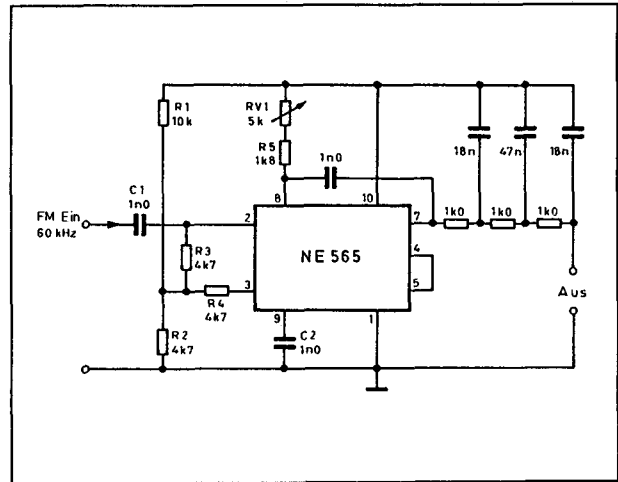 R1
10k
RV1
5k
R5
1k8
1n0
18n
47n
18n
C1
1n0
FM Ein
60 kHz
8
10
2
7
1k0
1k0
1k0
R3
4k7
NE 565
4
5
3
R4
4k7
Aus
R2
4k7
9
1
C2
1n0